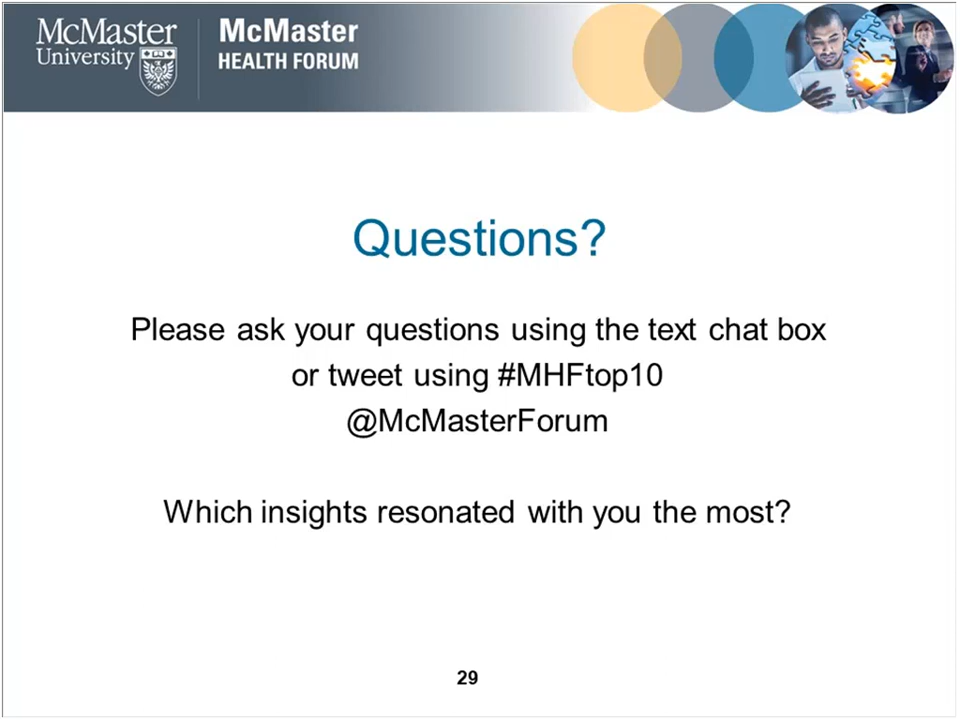 McMaster
University
McMaster
HEALTH FORUM
Questions?
Please ask your questions using the text chat box
or tweet using #MHFtop10
@McMasterForum
Which insights resonated with you the most?
29